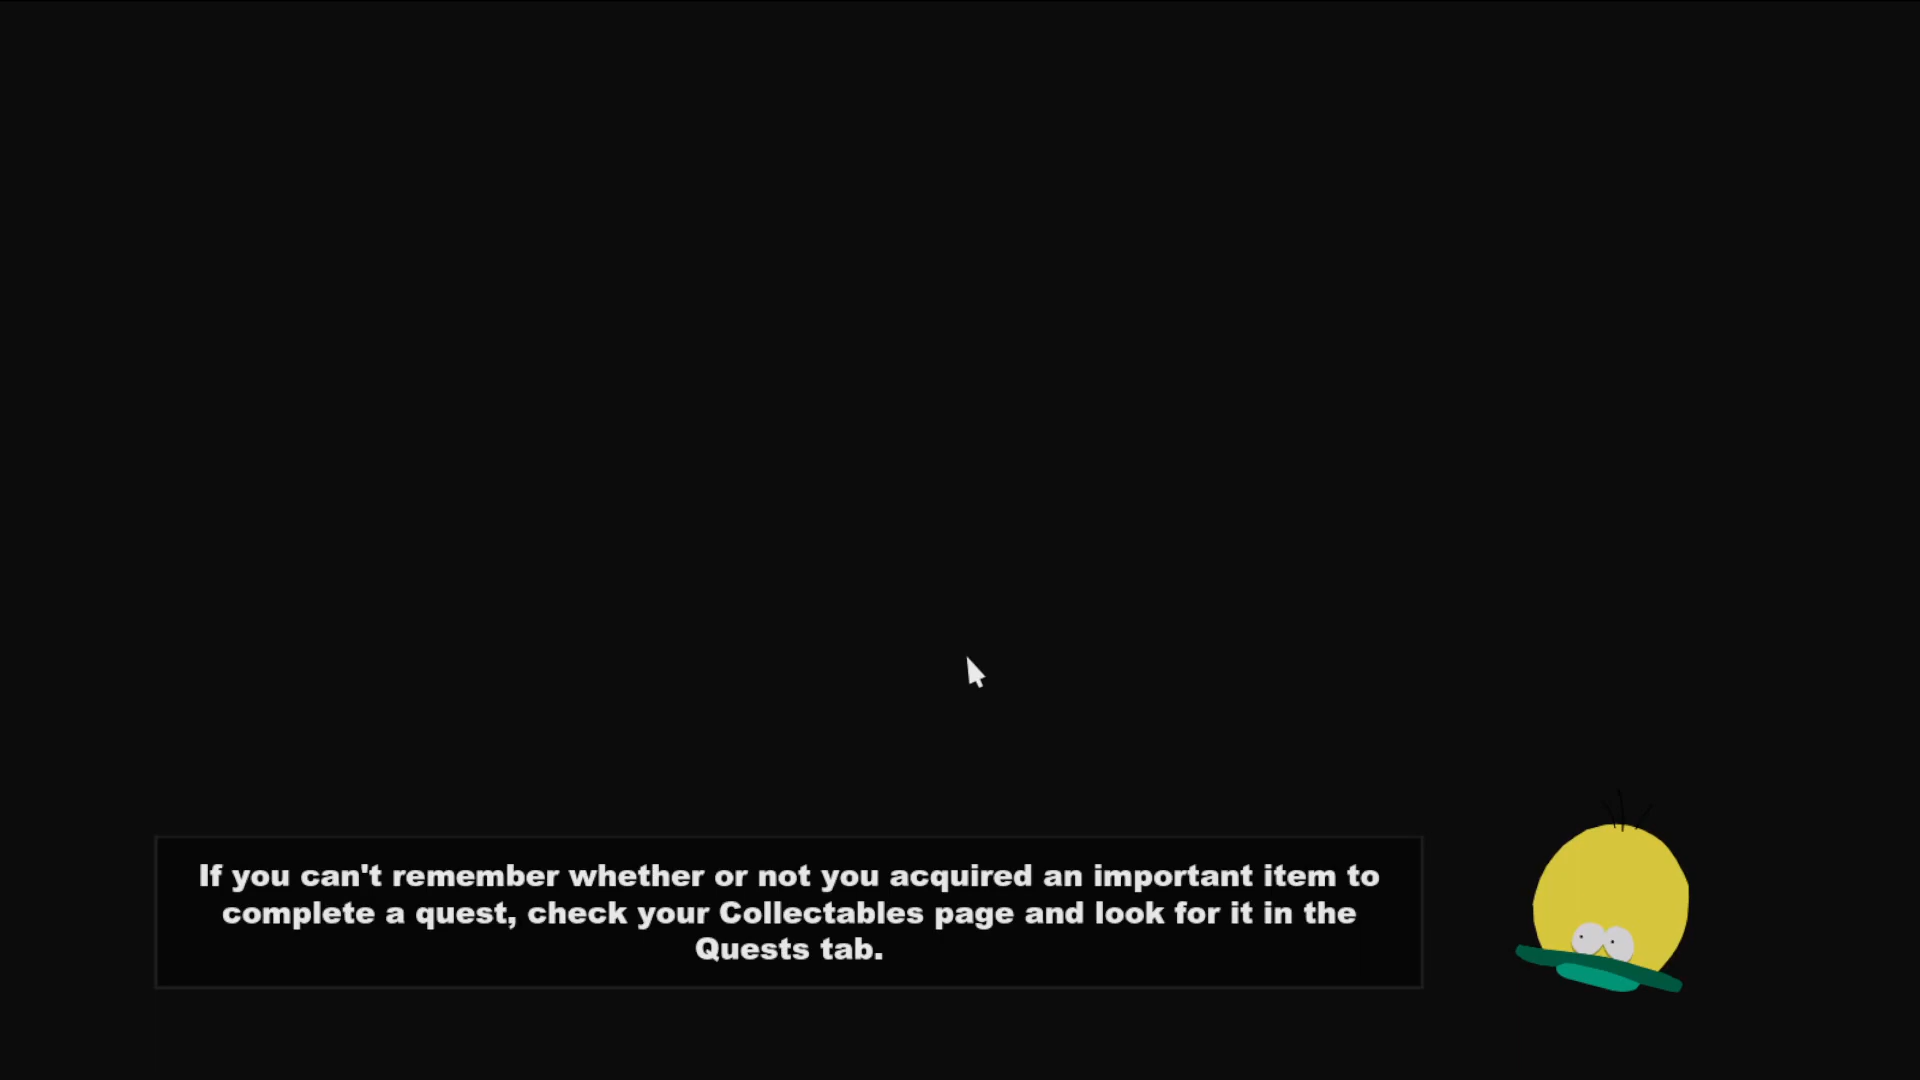 If you can't remember whether or not you acquired an important item to
complete a quest, check your Collectables page and look for it in the
Quests tab.